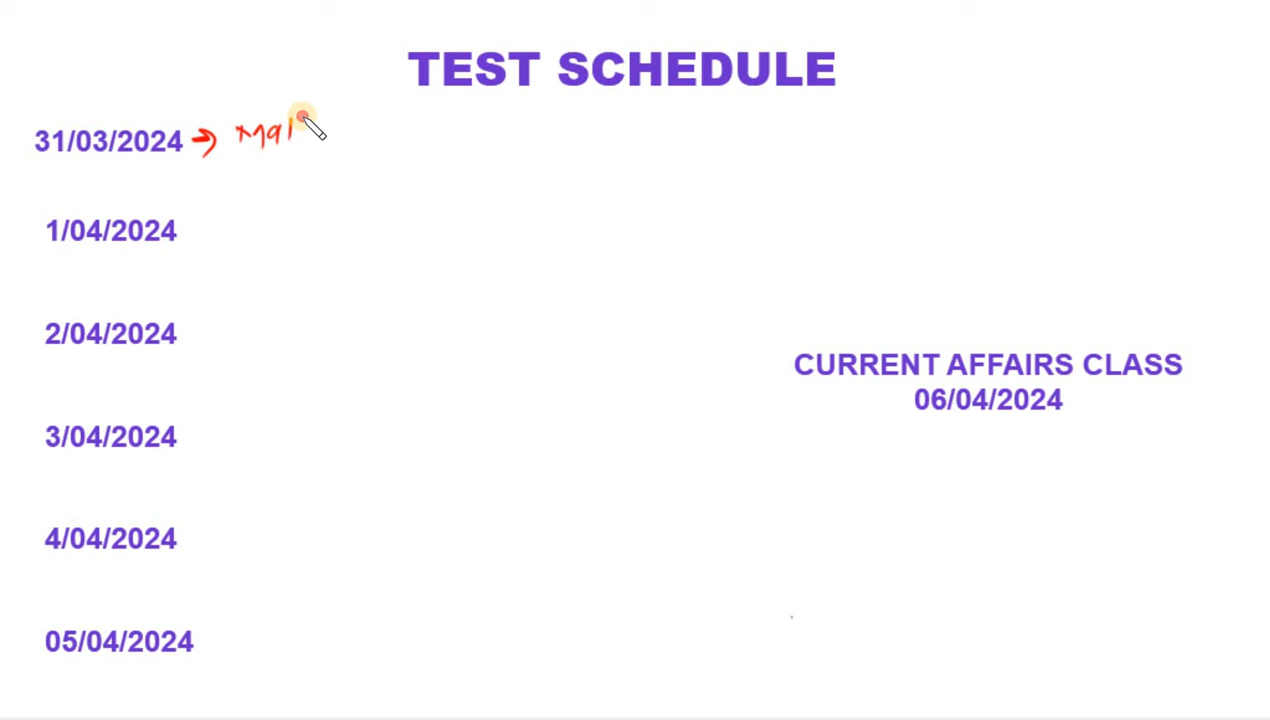 TEST SCHEDULE
31/03/2024 → Mal
1/04/2024
2/04/2024
3/04/2024
4/04/2024
05/04/2024
CURRENT AFFAIRS CLASS
06/04/2024